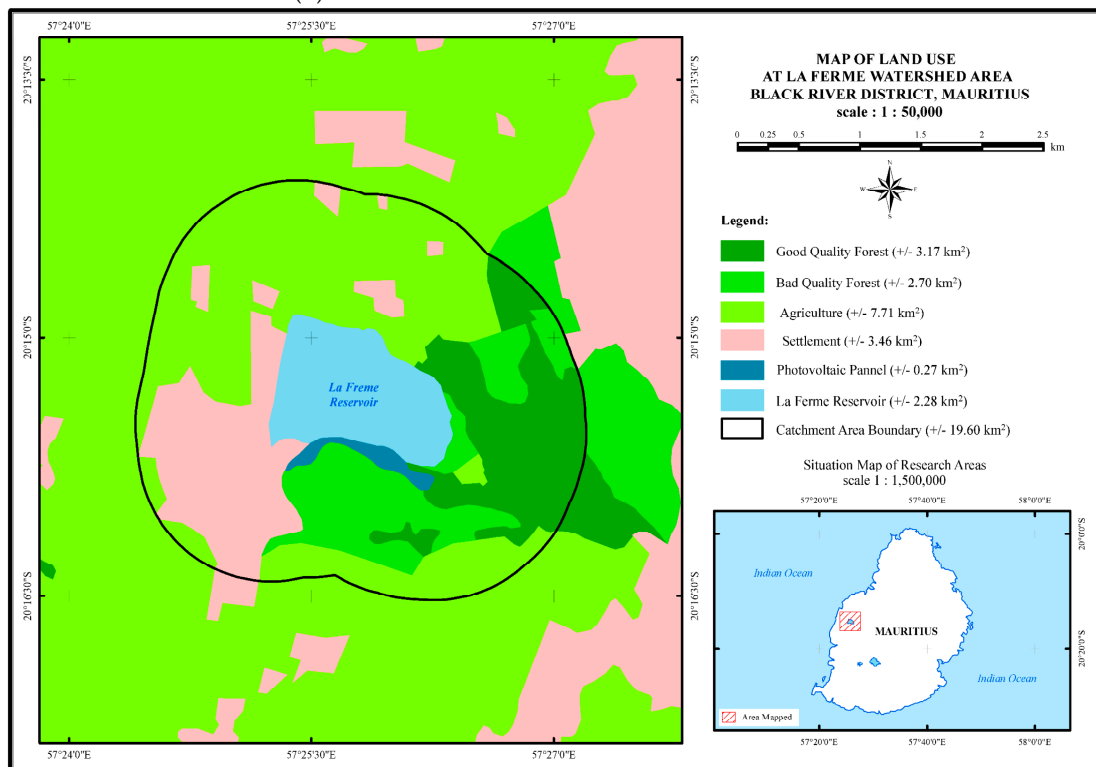 57°24'0"E 57°25'30"E 57°27'0"E
20°13'30"S
20°15'0"S
20°16'30"S
20°13'30"S
20°15'0"S
20°16'30"S
La Freme
Reservoir
57°24'0"E 57°25'30"E 57°27'0"E
MAP OF LAND USE
AT LA FERME WATERSHED AREA
BLACK RIVER DISTRICT, MAURITIUS
scale : 1 : 50,000
0 0.25 0.5 1 1.5 2 2.5
km
N
W E
S
Legend:
Good Quality Forest (+/- 3.17 km²)
Bad Quality Forest (+/- 2.70 km²)
Agriculture (+/- 7.71 km²)
Settlement (+/- 3.46 km²)
Photovoltaic Pannel (+/- 0.27 km²)
La Ferme Reservoir (+/- 2.28 km²)
Catchment Area Boundary (+/- 19.60 km²)
Situation Map of Research Areas
scale 1 : 1,500,000
57°20'0"E 57°40'0"E 58°0'0"E
20°0'0"S
Indian Ocean
MAURITIUS
20°20'0"S
Indian Ocean
Area Mapped
57°20'0"E 57°40'0"E 58°0'0"E